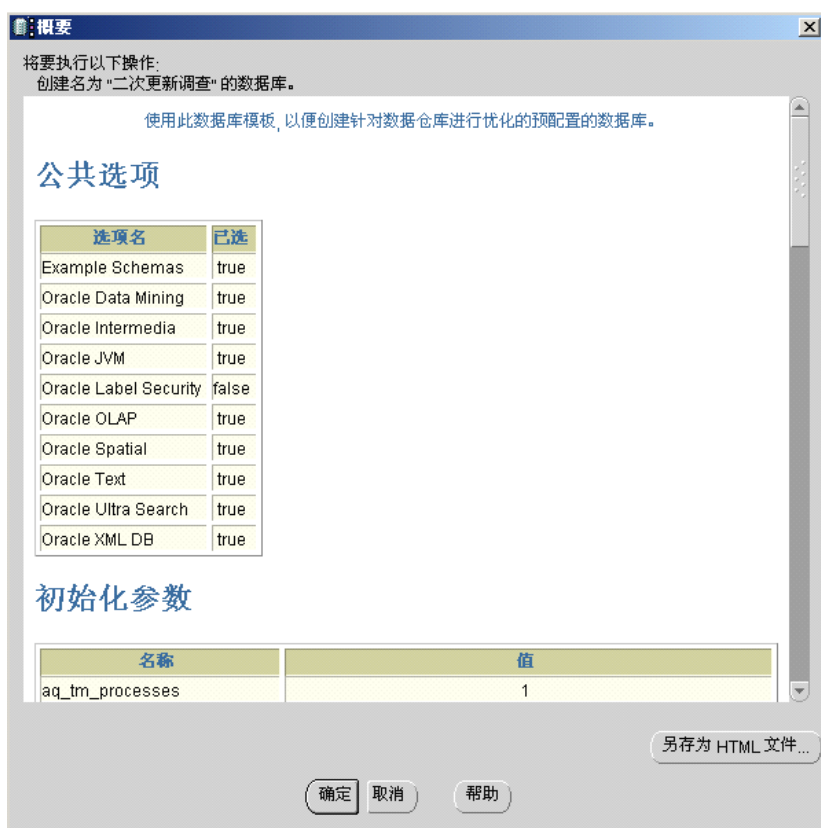 概要
将要执行以下操作:
创建名为 "二次更新调查" 的数据库。
使用此数据库模板, 以便创建针对数据仓库进行优化的预配置的数据库。
公共选项
选项名 已选
Example Schemas true
Oracle Data Mining true
Oracle Intermedia true
Oracle JVM true
Oracle Label Security false
Oracle OLAP true
Oracle Spatial true
Oracle Text true
Oracle Ultra Search true
Oracle XML DB true
初始化参数
名称 值
aq_tm_processes 1
另存为 HTML 文件...
确定 取消 帮助